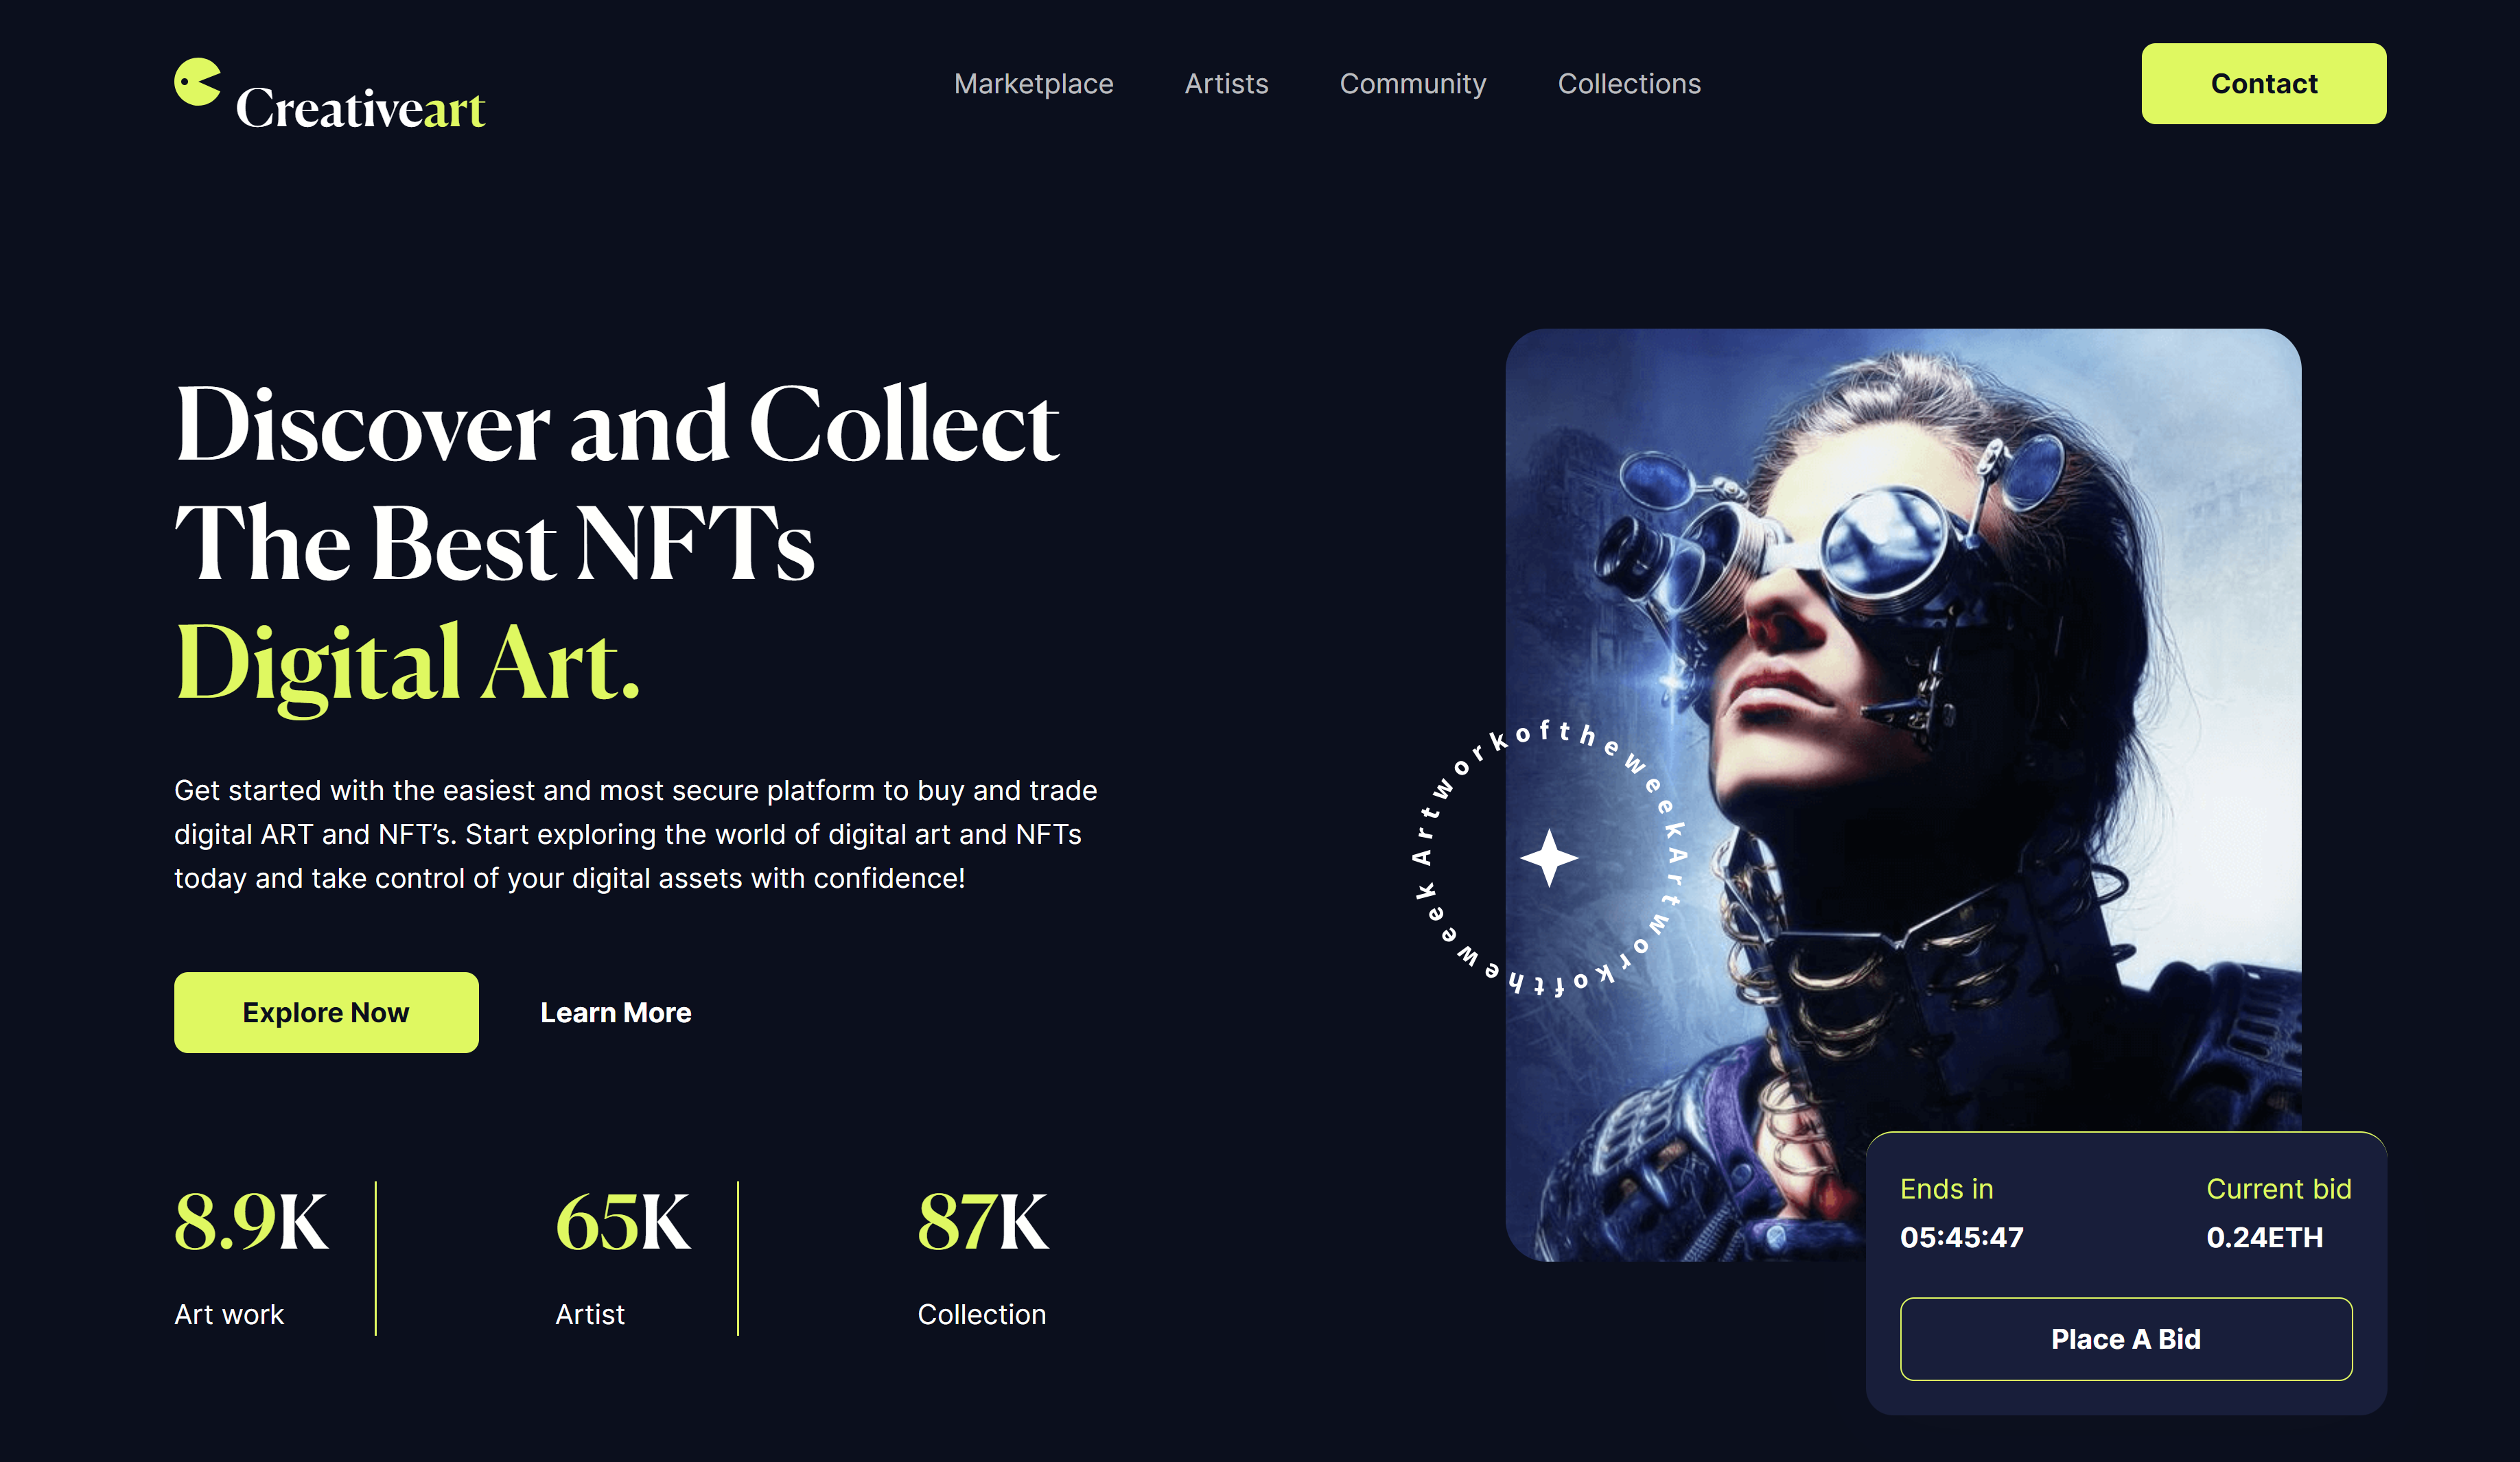 Creativeart
Marketplace
Artists
Community
Collections
Contact
Discover and Collect
The Best NFTs
Digital Art.
Get started with the easiest and most secure platform to buy and trade
digital ART and NFT’s. Start exploring the world of digital art and NFTs
today and take control of your digital assets with confidence!
Explore Now
Learn More
8.9K
Art work
65K
Artist
87K
Collection
Artworkoftheweek Artworkoftheweek
Ends in
05:45:47
Current bid
0.24ETH
Place A Bid